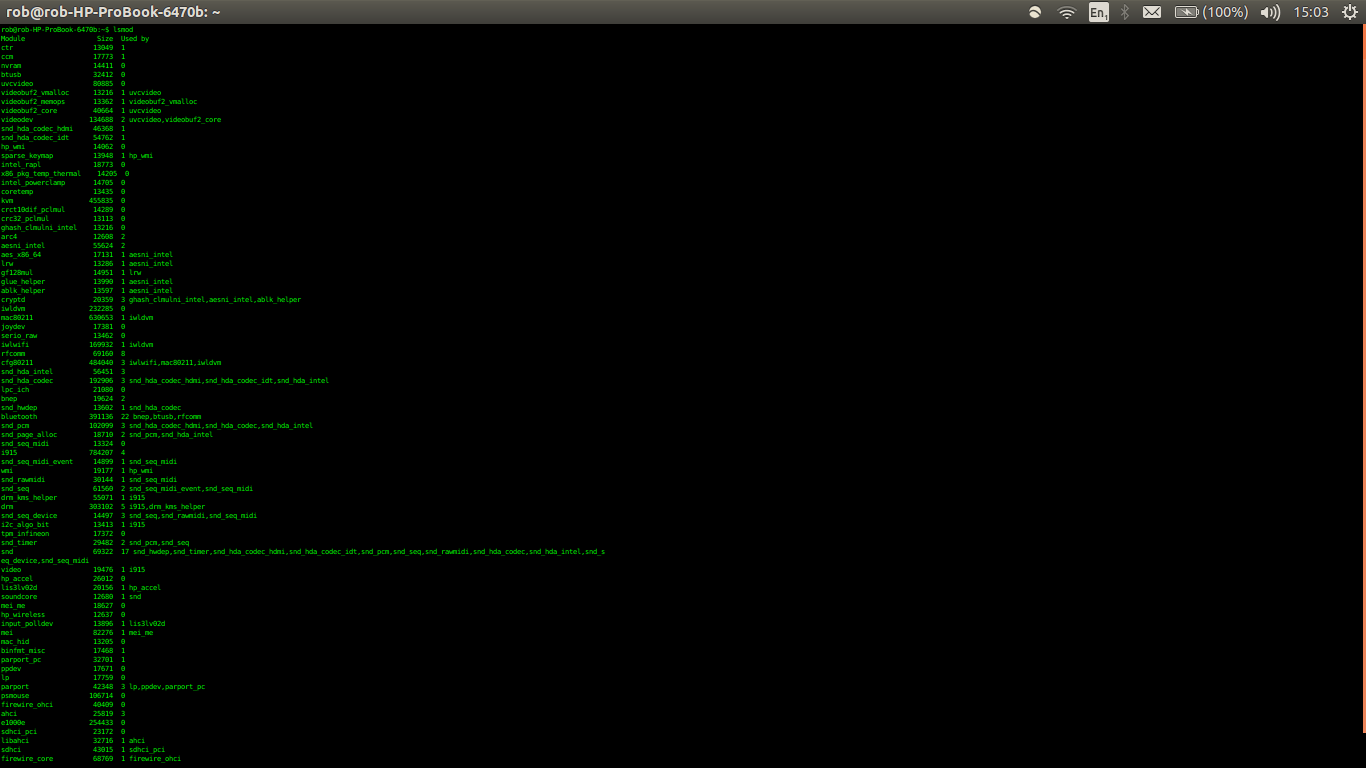 rob@rob-HP-ProBook-6470b: ~
En1
(100%)
15:03
rob@rob-HP-ProBook-6470b:~$ lsmod
Module                  Size  Used by
ctr                    13049  1
ccm                    17773  1
nvram                  14411  0
btusb                  32412  0
uvcvideo               80885  0
videobuf2_vmalloc      13216  1 uvcvideo
videobuf2_memops       13362  1 videobuf2_vmalloc
videobuf2_core         40664  1 uvcvideo
videodev              134688  2 uvcvideo,videobuf2_core
snd_hda_codec_hdmi     46368  1
snd_hda_codec_idt      54762  1
hp_wmi                 14062  0
sparse_keymap          13948  1 hp_wmi
intel_rapl             18773  0
x86_pkg_temp_thermal    14205  0
intel_powerclamp       14705  0
coretemp               13435  0
kvm                   455835  0
crct10dif_pclmul       14289  0
crc32_pclmul           13113  0
ghash_clmulni_intel    13216  0
arc4                   12608  2
aesni_intel            55624  2
aes_x86_64             17131  1 aesni_intel
lrw                    13286  1 aesni_intel
gf128mul               14951  1 lrw
glue_helper            13990  1 aesni_intel
ablk_helper            13597  1 aesni_intel
cryptd                 20359  3 ghash_clmulni_intel,aesni_intel,ablk_helper
iwldvm                232285  0
mac80211              630653  1 iwldvm
joydev                 17381  0
serio_raw              13462  0
iwlwifi               169932  1 iwldvm
rfcomm                 69160  8
cfg80211              484040  3 iwlwifi,mac80211,iwldvm
snd_hda_intel          56451  3
snd_hda_codec         192906  3 snd_hda_codec_hdmi,snd_hda_codec_idt,snd_hda_intel
lpc_ich                21080  0
bnep                   19624  2
snd_hwdep              13602  1 snd_hda_codec
bluetooth             391136  22 bnep,btusb,rfcomm
snd_pcm               102099  3 snd_hda_codec_hdmi,snd_hda_codec,snd_hda_intel
snd_page_alloc         18710  2 snd_pcm,snd_hda_intel
snd_seq_midi           13324  0
i915                  784207  4
snd_seq_midi_event     14899  1 snd_seq_midi
wmi                    19177  1 hp_wmi
snd_rawmidi            30144  1 snd_seq_midi
snd_seq                61560  2 snd_seq_midi_event,snd_seq_midi
drm_kms_helper         55071  1 i915
drm                   303102  5 i915,drm_kms_helper
snd_seq_device         14497  3 snd_seq,snd_rawmidi,snd_seq_midi
i2c_algo_bit           13413  1 i915
tpm_infineon           17372  0
snd_timer              29482  2 snd_pcm,snd_seq
snd                    69322  17 snd_hwdep,snd_timer,snd_hda_codec_hdmi,snd_hda_codec_idt,snd_pcm,snd_seq,snd_rawmidi,snd_hda_codec,snd_hda_intel,snd_s
eq_device,snd_seq_midi
video                  19476  1 i915
hp_accel               26012  0
lis3lv02d              20156  1 hp_accel
soundcore              12680  1 snd
mei_me                 18627  0
hp_wireless            12637  0
input_polldev          13896  1 lis3lv02d
mei                    82276  1 mei_me
mac_hid                13205  0
binfmt_misc            17468  1
parport_pc             32701  1
ppdev                  17671  0
lp                     17759  0
parport                42348  3 lp,ppdev,parport_pc
psmouse               106714  0
firewire_ohci          40409  0
ahci                   25819  3
e1000e                254433  0
sdhci_pci              23172  0
libahci                32716  1 ahci
sdhci                  43015  1 sdhci_pci
firewire_core          68769  1 firewire_ohci